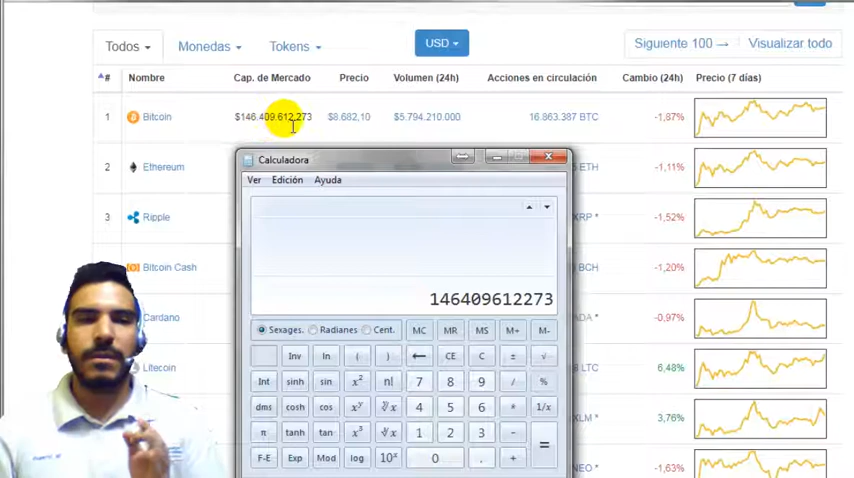 Todos Monedas Tokens USD Siguiente 100 → Visualizar todo
# Nombre Cap. de Mercado Precio Volumen (24h) Acciones en circulación Cambio (24h) Precio (7 días)
1 Bitcoin $146.409.612.273 $8.682,10 $5.794.210.000 16.863.387 BTC -1,87%
Calculadora
2 Ethereum ETH -1,11%
Ver Edición Ayuda
3 Ripple XRP * -1,52%
Bitcoin Cash BCH -1,20%
146409612273
Cardano ADA * -0,97%
Sexages. Radianes Cent. MC MR MS M+ M-
Inv ln ( ) ← CE C ± √
Litecoin LTC 6,48%
Int sinh sin x² n! 7 8 9 / %
dms cosh cos xʸ ʸ√x 4 5 6 * 1/x
XLM * 3,76%
π tanh tan x³ ³√x 1 2 3 - =
F-E Exp Mod log 10ˣ 0 . +
NEO * -1,63%